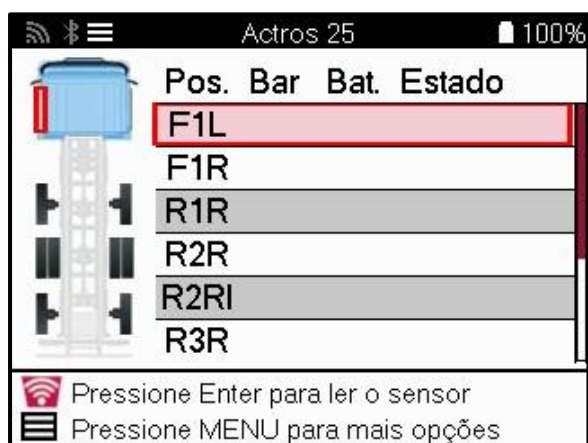 Actros 25 100%
Pos. Bar Bat. Estado
F1L
F1R
R1R
R2R
R2RI
R3R
Pressione Enter para ler o sensor
Pressione MENU para mais opções